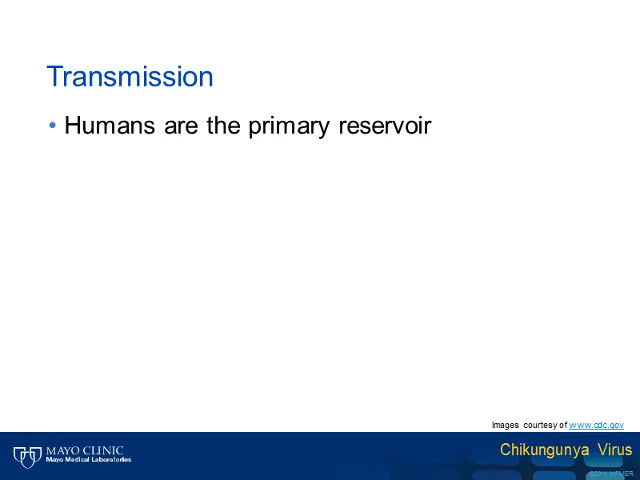 Transmission
• Humans are the primary reservoir
Images courtesy of www.cdc.gov
MAYO CLINIC
Mayo Medical Laboratories
Chikungunya Virus